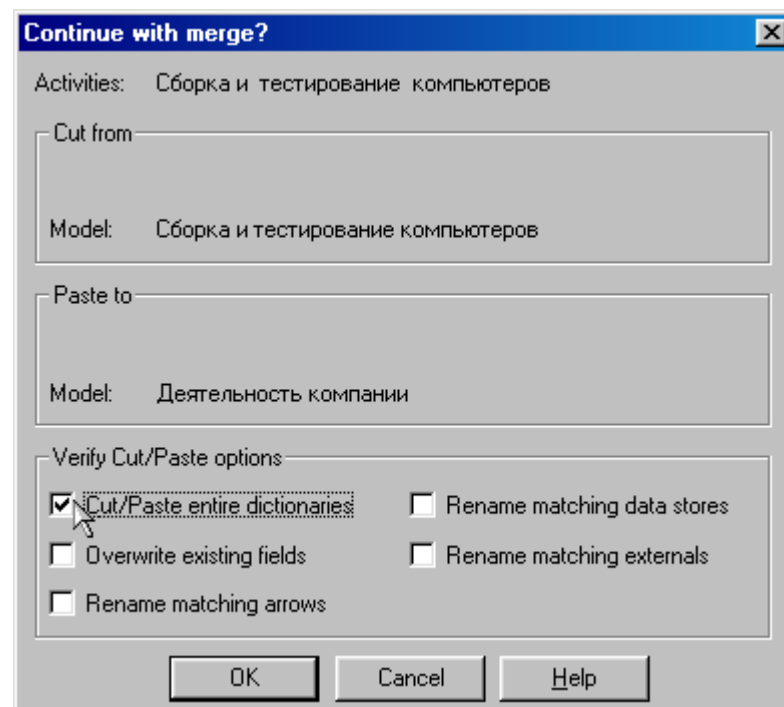 Continue with merge?
Activities: Сборка и тестирование компьютеров
Cut from
Model: Сборка и тестирование компьютеров
Paste to
Model: Деятельность компании
Verify Cut/Paste options
Cut/Paste entire dictionaries Rename matching data stores
Overwrite existing fields Rename matching externals
Rename matching arrows
OK Cancel Help